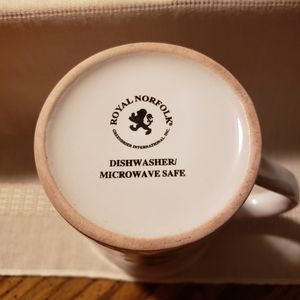 ROYAL NORFOLK®
GREENBRIER INTERNATIONAL, INC.
DISHWASHER/
MICROWAVE SAFE